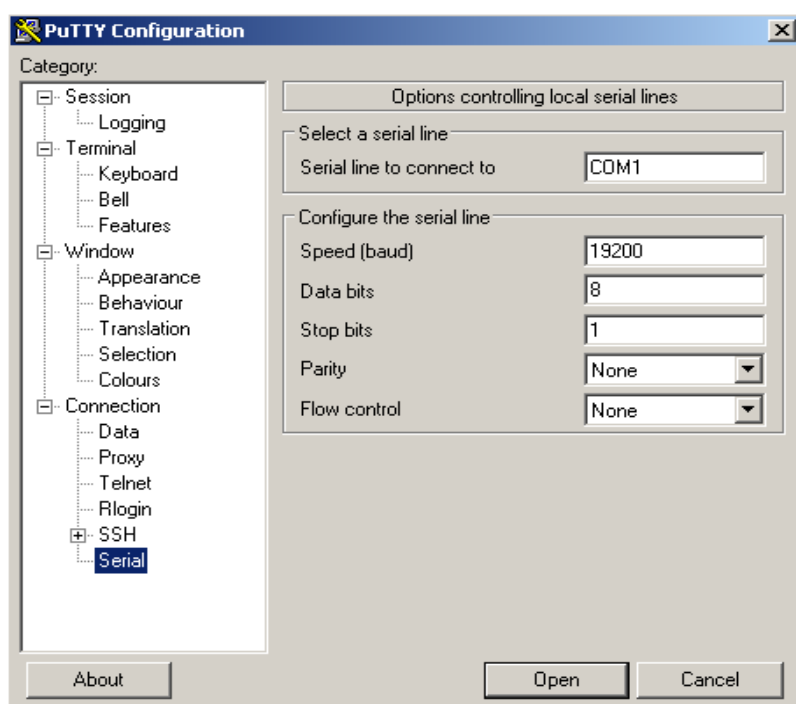 PuTTY Configuration
Category:
Session
Logging
Terminal
Keyboard
Bell
Features
Window
Appearance
Behaviour
Translation
Selection
Colours
Connection
Data
Proxy
Telnet
Rlogin
SSH
Serial
Options controlling local serial lines
Select a serial line
Serial line to connect to COM1
Configure the serial line
Speed (baud) 19200
Data bits 8
Stop bits 1
Parity None
Flow control None
About Open Cancel